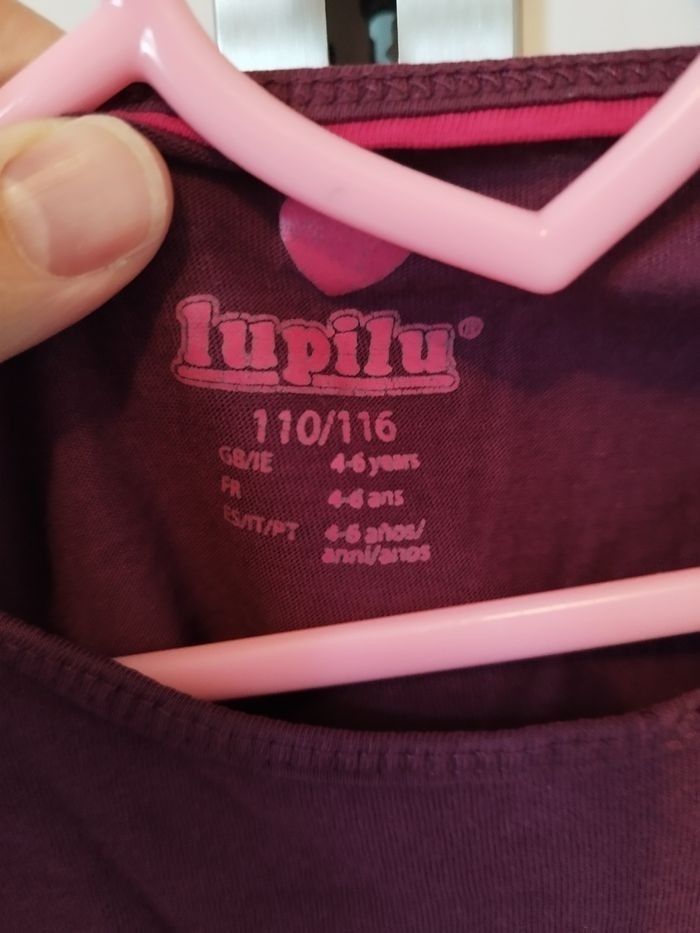 lupilu®
110/116
GB/IE 4-6 years
FR 4-6 ans
ES/IT/PT 4-6 años/
anni/anos